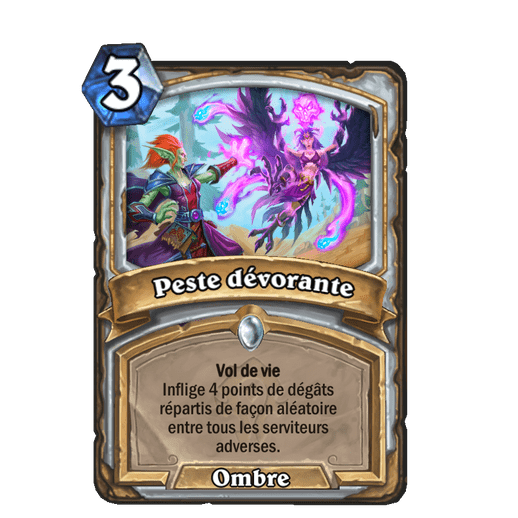 3
Peste dévorante
Vol de vie
Inflige 4 points de dégâts
répartis de façon aléatoire
entre tous les serviteurs
adverses.
Ombre